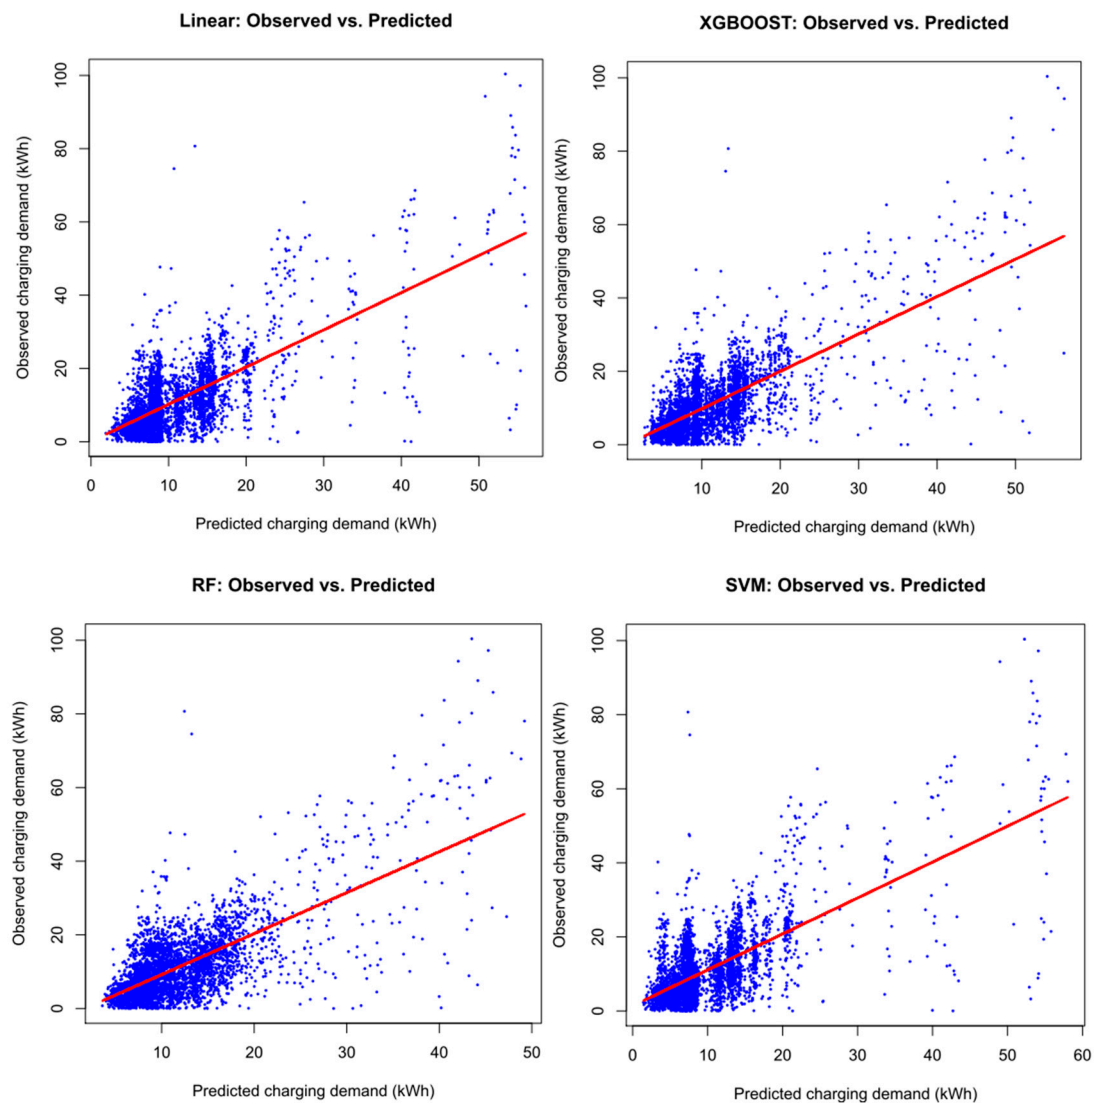 Linear: Observed vs. Predicted
Observed charging demand (kWh)
0 20 40 60 80 100
0 10 20 30 40 50
Predicted charging demand (kWh)
XGBOOST: Observed vs. Predicted
Observed charging demand (kWh)
0 20 40 60 80 100
10 20 30 40 50
Predicted charging demand (kWh)
RF: Observed vs. Predicted
Observed charging demand (kWh)
0 20 40 60 80 100
10 20 30 40 50
Predicted charging demand (kWh)
SVM: Observed vs. Predicted
Observed charging demand (kWh)
0 20 40 60 80 100
0 10 20 30 40 50 60
Predicted charging demand (kWh)